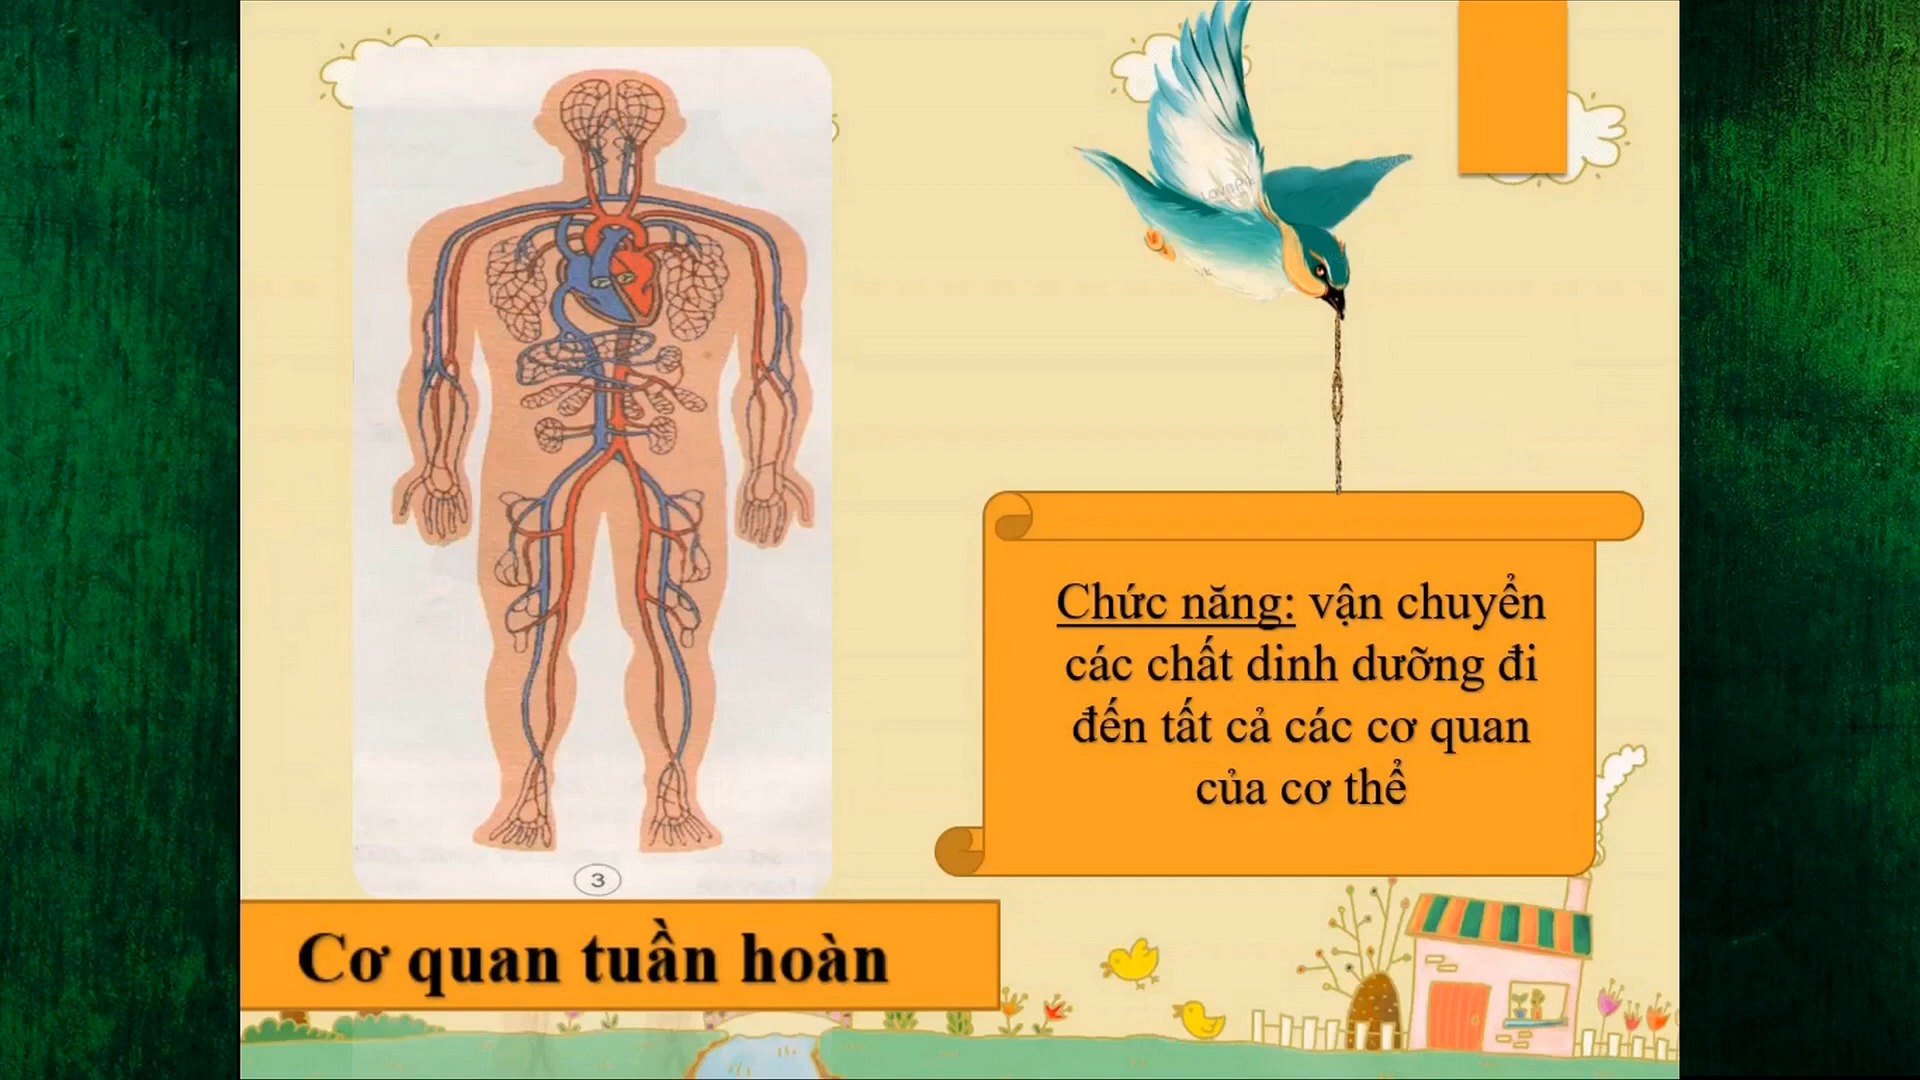 Chức năng: vận chuyển
các chất dinh dưỡng đi
đến tất cả các cơ quan
của cơ thể
3
Cơ quan tuần hoàn